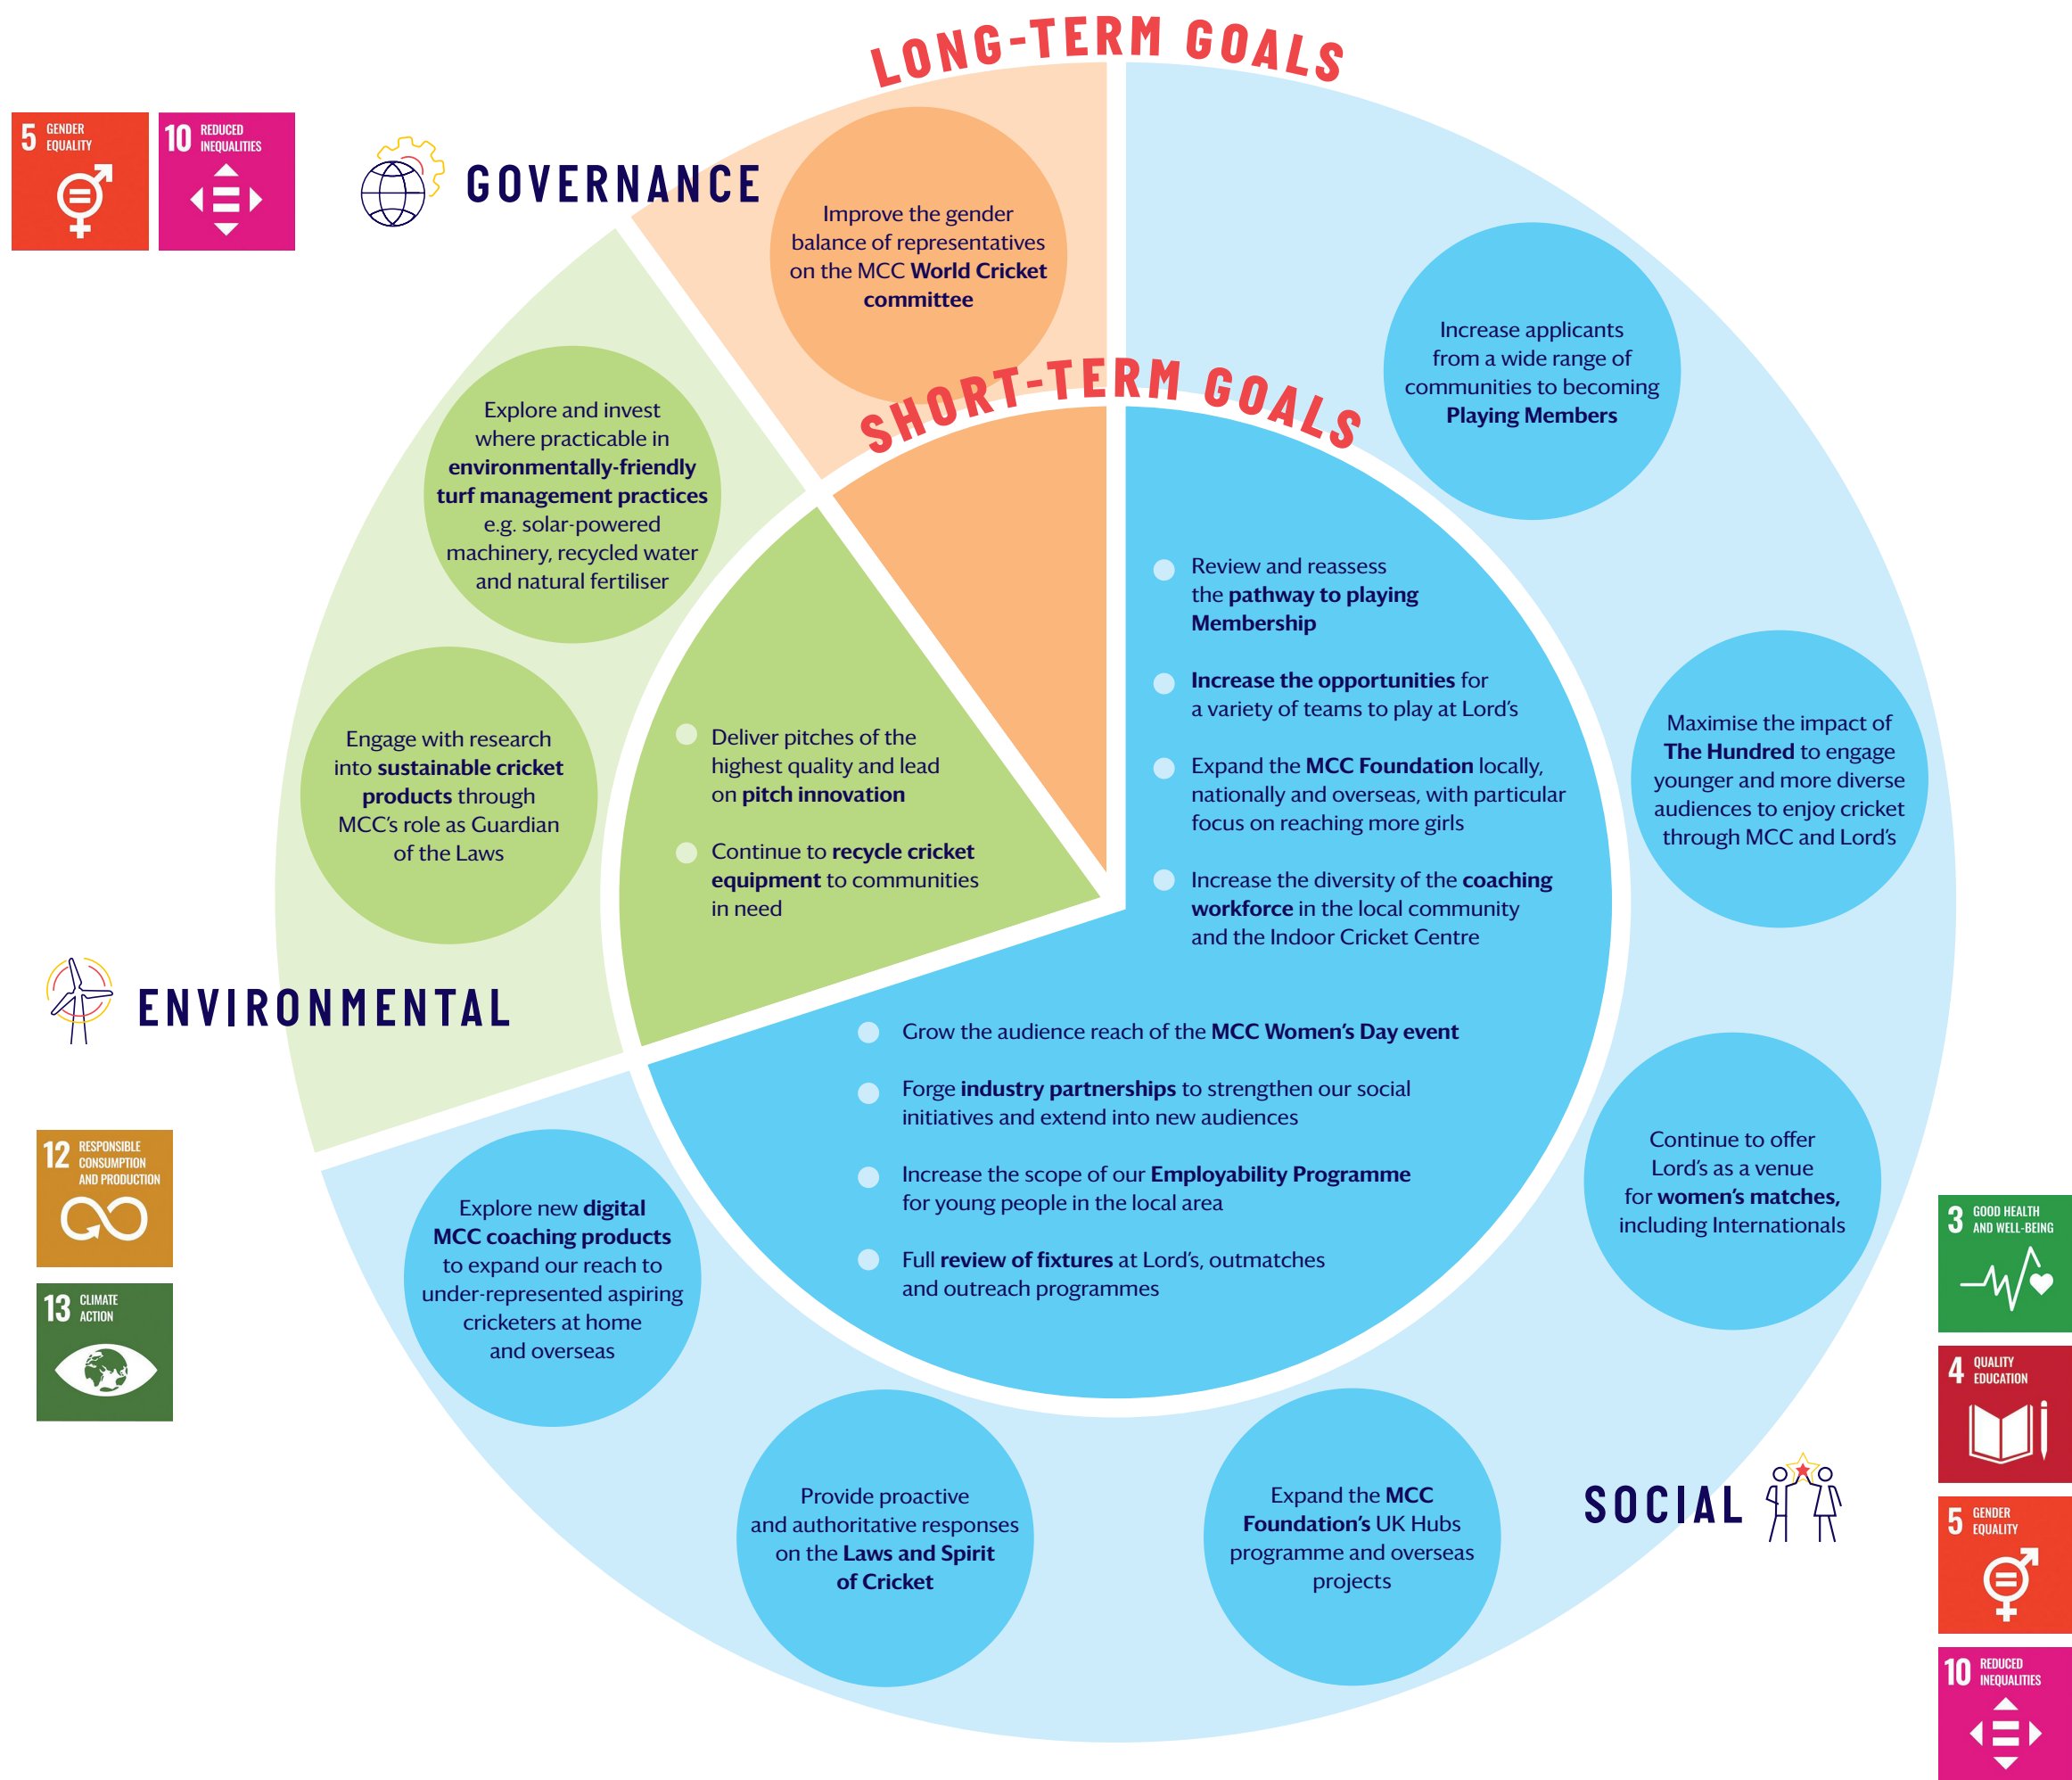 LONG-TERM GOALS
5 GENDER
EQUALITY
10 REDUCED
INEQUALITIES
GOVERNANCE
Improve the gender
balance of representatives
on the MCC World Cricket
committee
Increase applicants
from a wide range of
communities to becoming
Playing Members
SHORT-TERM GOALS
Explore and invest
where practicable in
environmentally-friendly
turf management practices
e.g. solar-powered
machinery, recycled water
and natural fertiliser
Review and reassess
the pathway to playing
Membership
Increase the opportunities for
a variety of teams to play at Lord's
Expand the MCC Foundation locally,
nationally and overseas, with particular
focus on reaching more girls
Increase the diversity of the coaching
workforce in the local community
and the Indoor Cricket Centre
Maximise the impact of
The Hundred to engage
younger and more diverse
audiences to enjoy cricket
through MCC and Lord's
Engage with research
into sustainable cricket
products through
MCC's role as Guardian
of the Laws
Deliver pitches of the
highest quality and lead
on pitch innovation
Continue to recycle cricket
equipment to communities
in need
ENVIRONMENTAL
Grow the audience reach of the MCC Women's Day event
Forge industry partnerships to strengthen our social
initiatives and extend into new audiences
Increase the scope of our Employability Programme
for young people in the local area
Full review of fixtures at Lord's, outmatches
and outreach programmes
Continue to offer
Lord's as a venue
for women's matches,
including Internationals
12 RESPONSIBLE
CONSUMPTION
AND PRODUCTION
13 CLIMATE
ACTION
Explore new digital
MCC coaching products
to expand our reach to
under-represented aspiring
cricketers at home
and overseas
Provide proactive
and authoritative responses
on the Laws and Spirit
of Cricket
Expand the MCC
Foundation's UK Hubs
programme and overseas
projects
SOCIAL
3 GOOD HEALTH
AND WELL-BEING
4 QUALITY
EDUCATION
5 GENDER
EQUALITY
10 REDUCED
INEQUALITIES